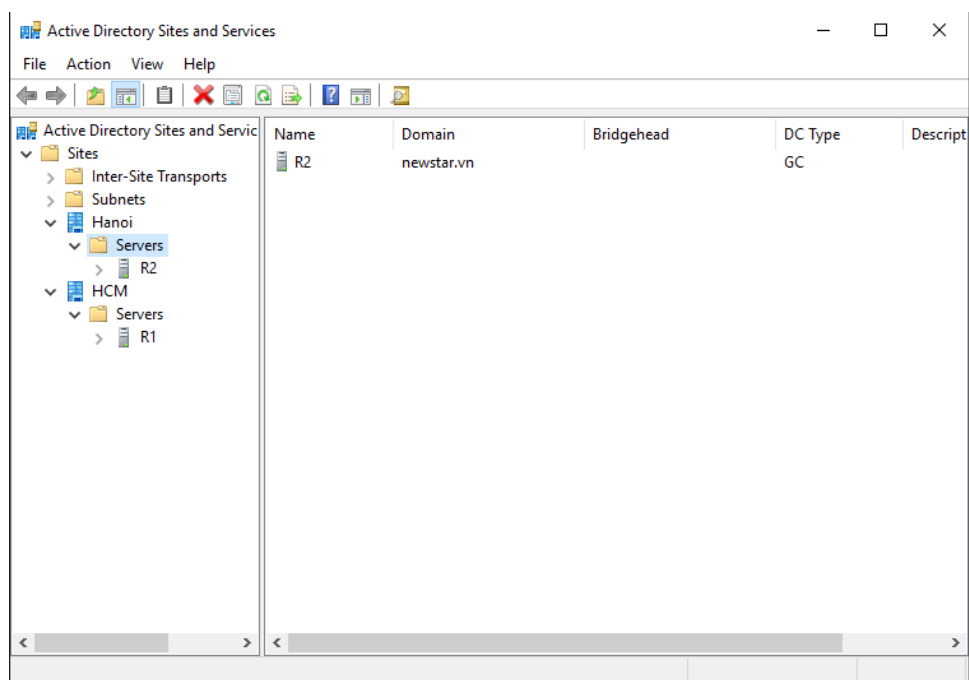 Active Directory Sites and Services
File Action View Help
Active Directory Sites and Servic
Sites
Inter-Site Transports
Subnets
Hanoi
Servers
R2
HCM
Servers
R1
Name Domain Bridgehead DC Type Descript
R2 newstar.vn GC